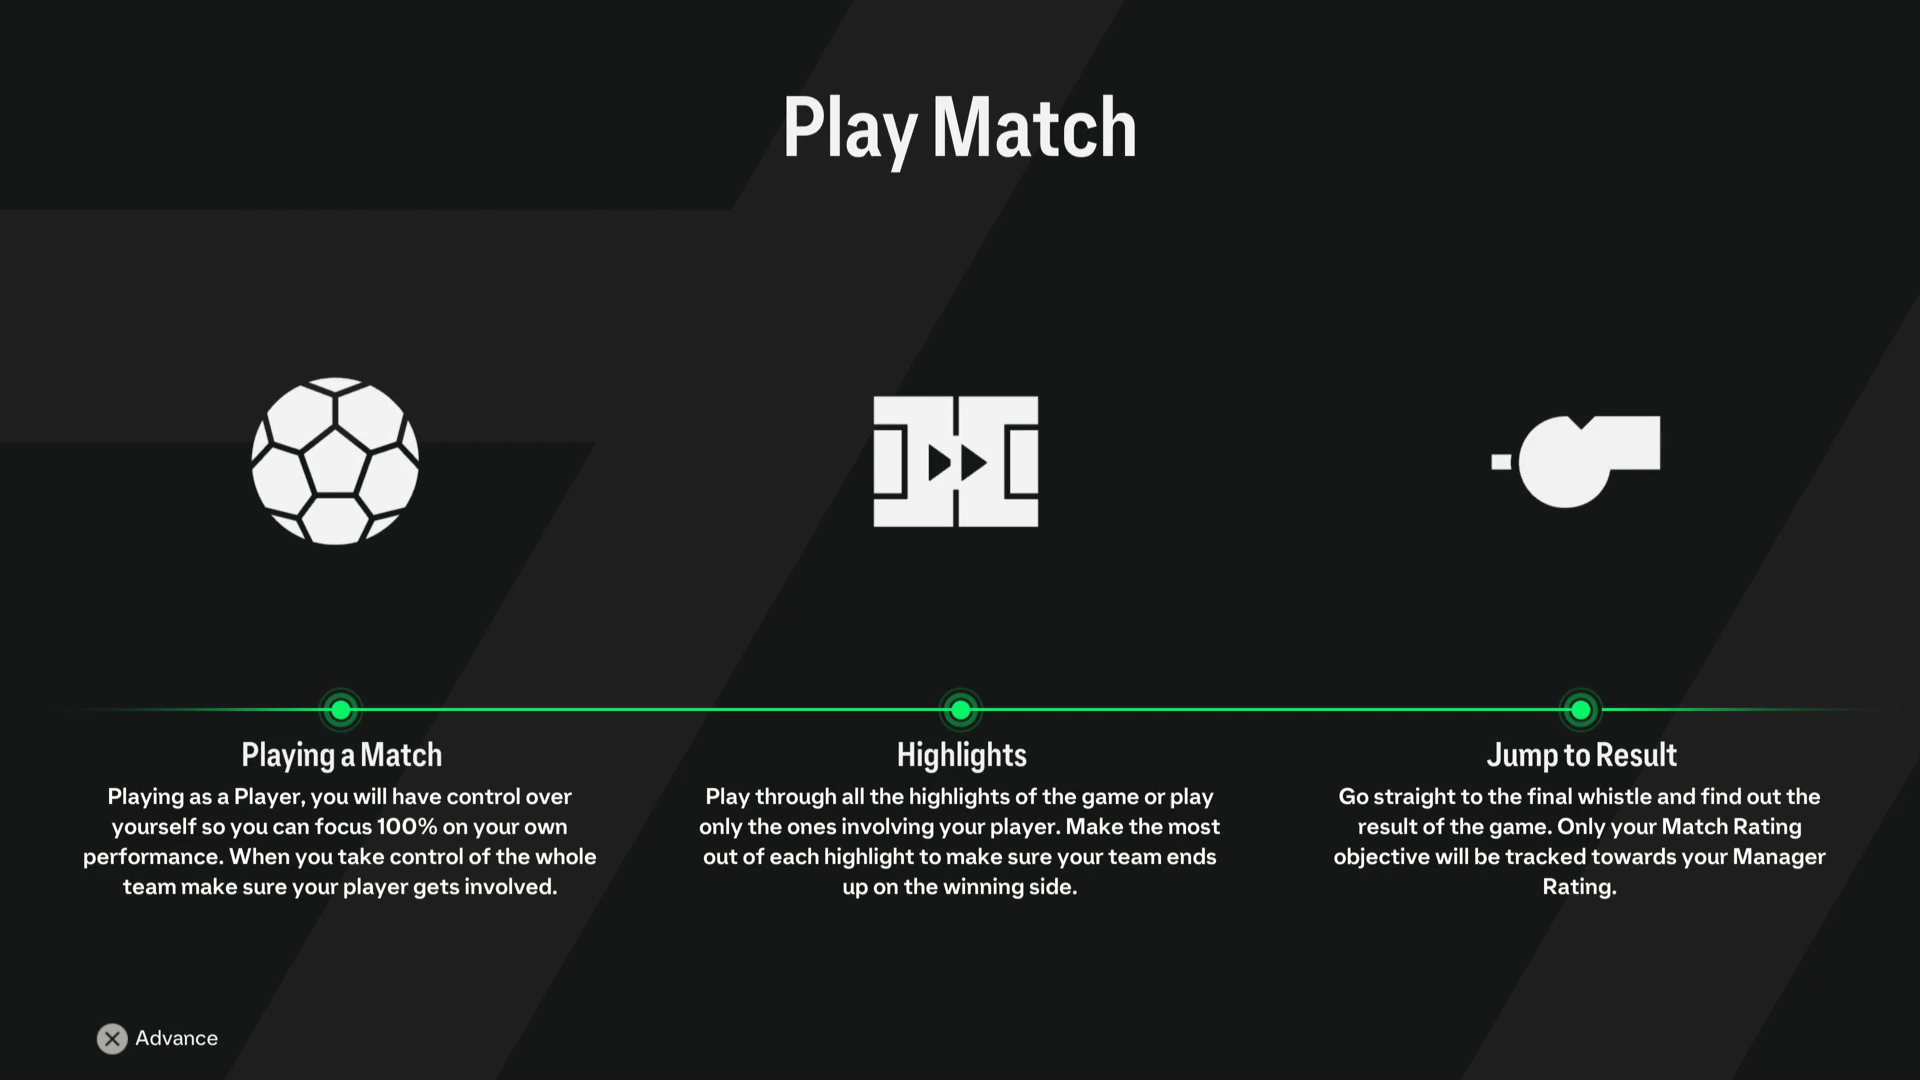 Play Match
Playing a Match
Playing as a Player, you will have control over
yourself so you can focus 100% on your own
performance. When you take control of the whole
team make sure your player gets involved.
Highlights
Play through all the highlights of the game or play
only the ones involving your player. Make the most
out of each highlight to make sure your team ends
up on the winning side.
Jump to Result
Go straight to the final whistle and find out the
result of the game. Only your Match Rating
objective will be tracked towards your Manager
Rating.
Advance